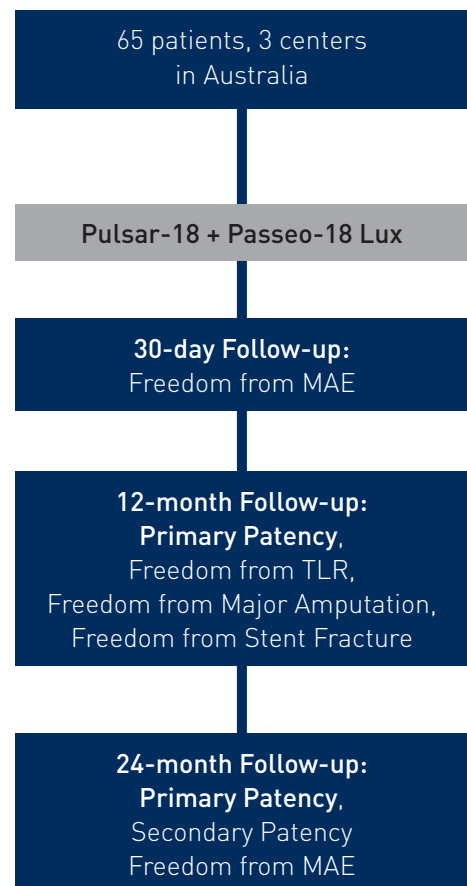 65 patients, 3 centers
in Australia
Pulsar-18 + Passeo-18 Lux
30-day Follow-up:
Freedom from MAE
12-month Follow-up:
Primary Patency,
Freedom from TLR,
Freedom from Major Amputation,
Freedom from Stent Fracture
24-month Follow-up:
Primary Patency,
Secondary Patency
Freedom from MAE